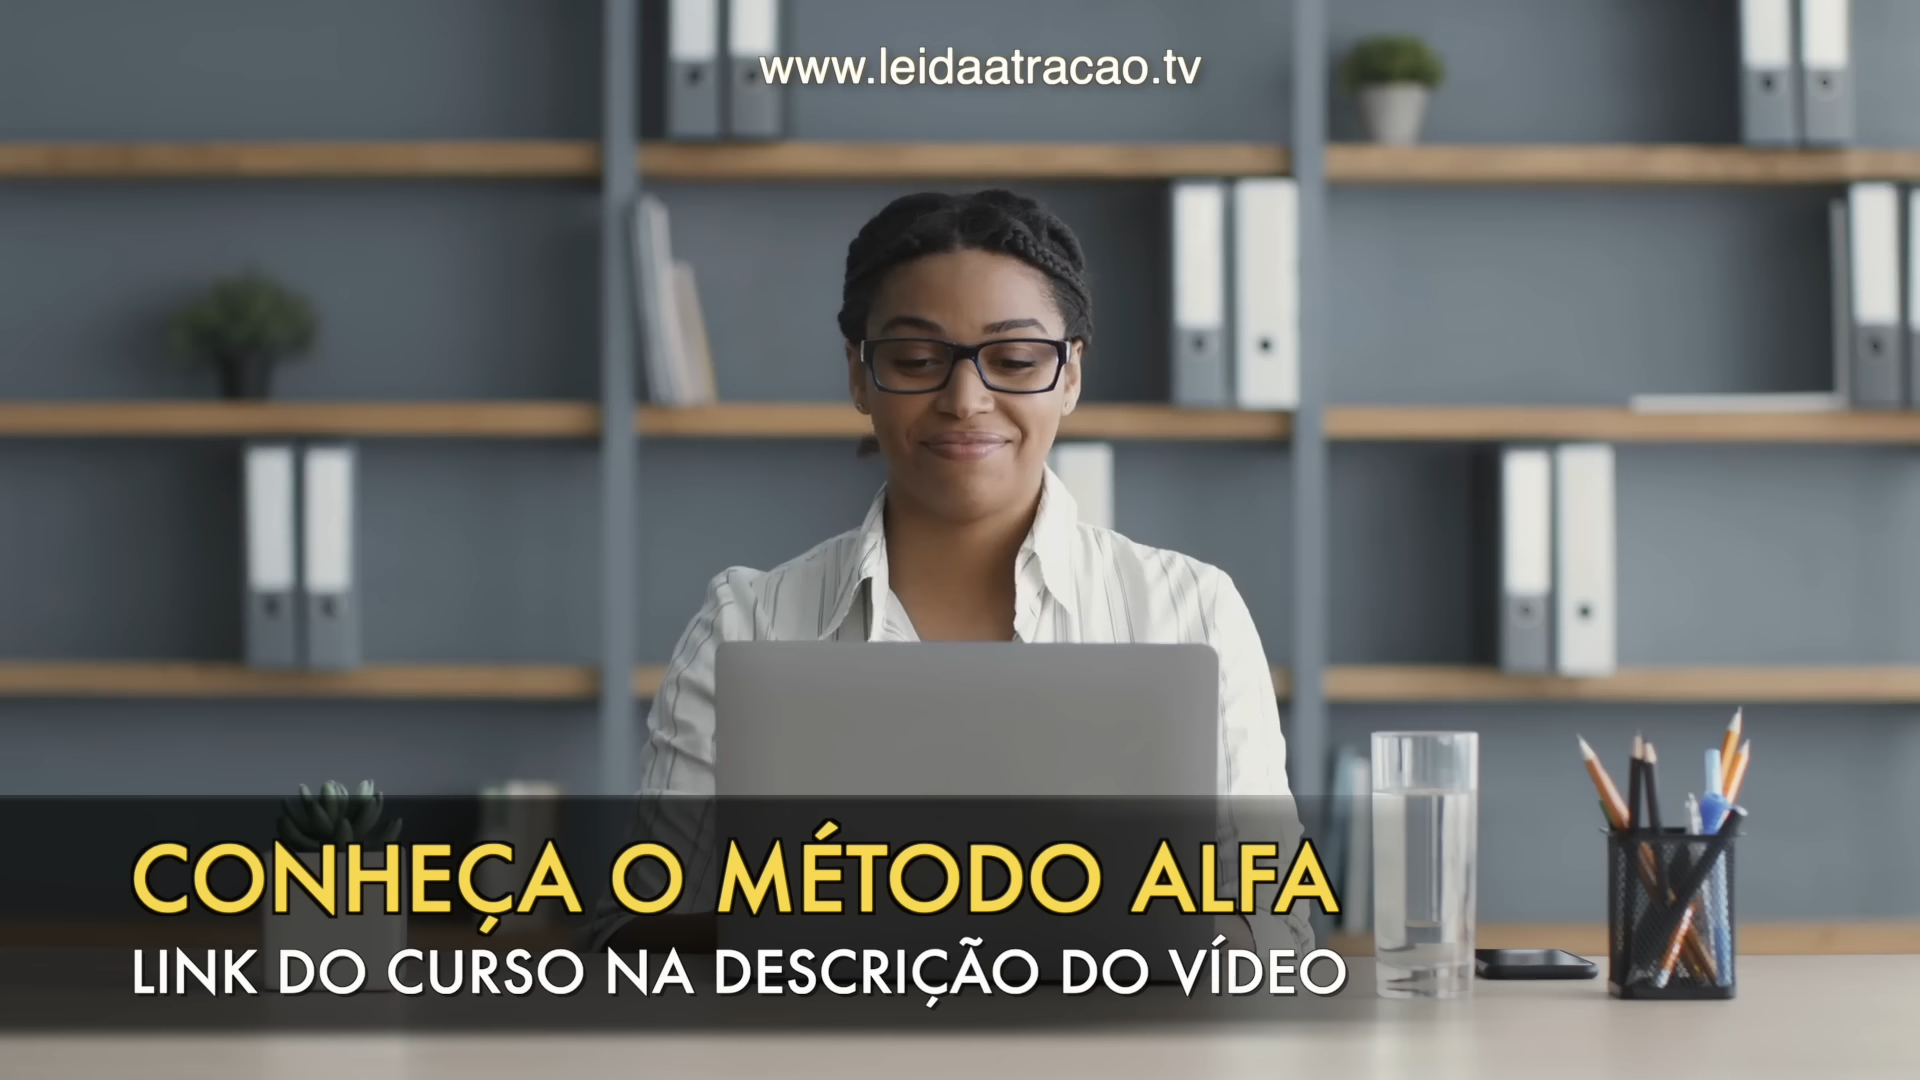 www.leidaatracao.tv
CONHEÇA O MÉTODO ALFA
LINK DO CURSO NA DESCRIÇÃO DO VÍDEO